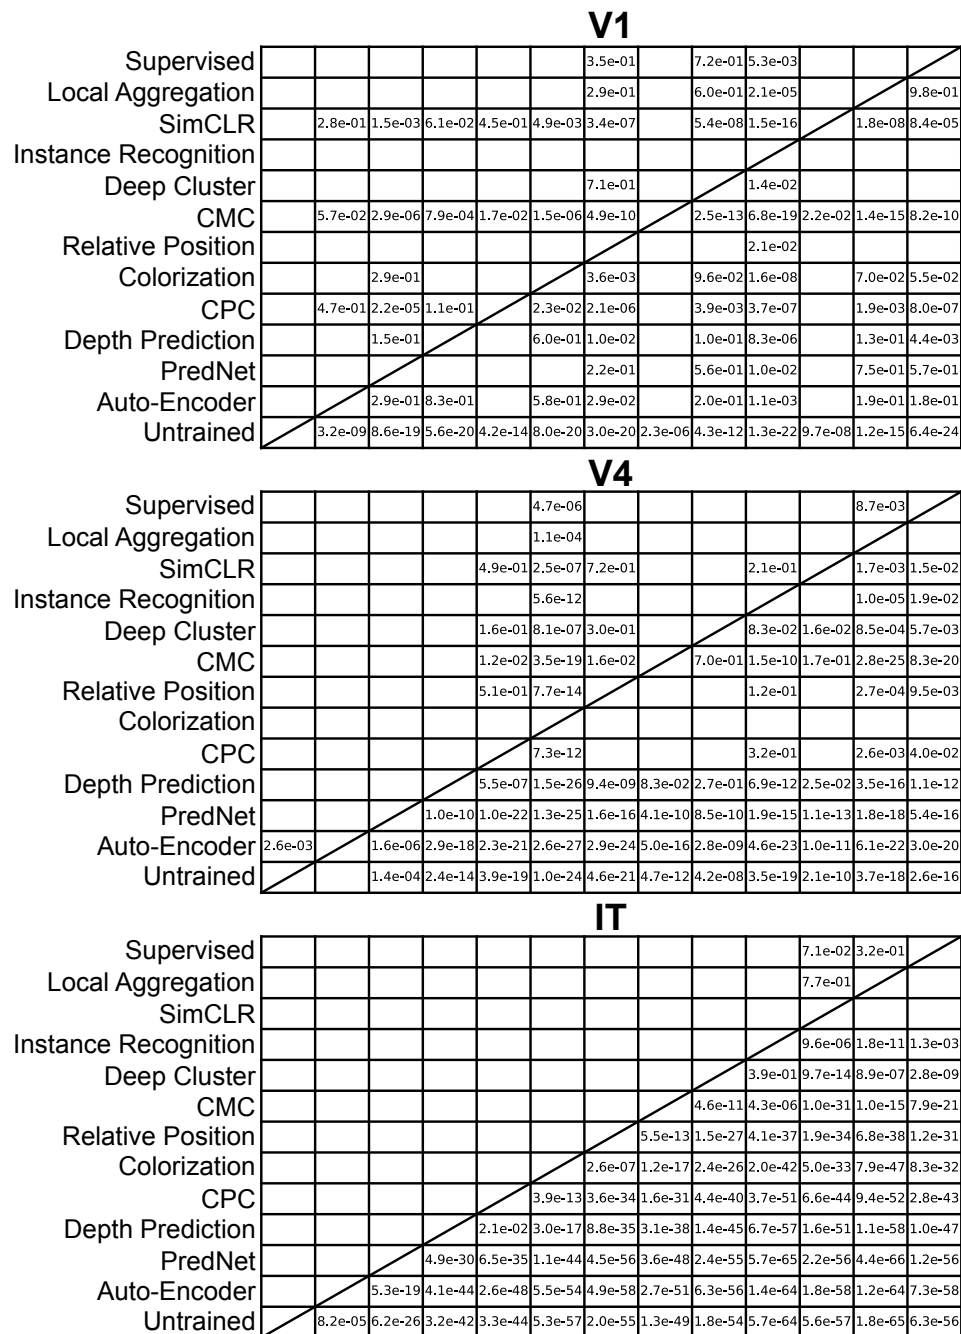 V1
Supervised 3.5e-01 7.2e-01 5.3e-03
Local Aggregation 2.9e-01 6.0e-01 2.1e-05 9.8e-01
SimCLR 2.8e-01 1.5e-03 6.1e-02 4.5e-01 4.9e-03 3.4e-07 5.4e-08 1.5e-16 1.8e-08 8.4e-05
Instance Recognition
Deep Cluster 7.1e-01 1.4e-02
CMC 5.7e-02 2.9e-06 7.9e-04 1.7e-02 1.5e-06 4.9e-10 2.5e-13 6.8e-19 2.2e-02 1.4e-15 8.2e-10
Relative Position 2.1e-02
Colorization 2.9e-01 3.6e-03 9.6e-02 1.6e-08 7.0e-02 5.5e-02
CPC 4.7e-01 2.2e-05 1.1e-01 2.3e-02 2.1e-06 3.9e-03 3.7e-07 1.9e-03 8.0e-07
Depth Prediction 1.5e-01 6.0e-01 1.0e-02 1.0e-01 8.3e-06 1.3e-01 4.4e-03
PredNet 2.2e-01 5.6e-01 1.0e-02 7.5e-01 5.7e-01
Auto-Encoder 2.9e-01 8.3e-01 5.8e-01 2.9e-02 2.0e-01 1.1e-03 1.9e-01 1.8e-01
Untrained 3.2e-09 8.6e-19 5.6e-20 4.2e-14 8.0e-20 3.0e-20 2.3e-06 4.3e-12 1.3e-22 9.7e-08 1.2e-15 6.4e-24
V4
Supervised 4.7e-06 8.7e-03
Local Aggregation 1.1e-04
SimCLR 4.9e-01 2.5e-07 7.2e-01 2.1e-01 1.7e-03 1.5e-02
Instance Recognition 5.6e-12 1.0e-05 1.9e-02
Deep Cluster 1.6e-01 8.1e-07 3.0e-01 8.3e-02 1.6e-02 8.5e-04 5.7e-03
CMC 1.2e-02 3.5e-19 1.6e-02 7.0e-01 1.5e-10 1.7e-01 2.8e-25 8.3e-20
Relative Position 5.1e-01 7.7e-14 1.2e-01 2.7e-04 9.5e-03
Colorization
CPC 7.3e-12 3.2e-01 2.6e-03 4.0e-02
Depth Prediction 5.5e-07 1.5e-26 9.4e-09 8.3e-02 2.7e-01 6.9e-12 2.5e-02 3.5e-16 1.1e-12
PredNet 1.0e-10 1.0e-22 1.3e-25 1.6e-16 4.1e-10 8.5e-10 1.9e-15 1.1e-13 1.8e-18 5.4e-16
Auto-Encoder 2.6e-03 1.6e-06 2.9e-18 2.3e-21 2.6e-27 2.9e-24 5.0e-16 2.8e-09 4.6e-23 1.0e-11 6.1e-22 3.0e-20
Untrained 1.4e-04 2.4e-14 3.9e-19 1.0e-24 4.6e-21 4.7e-12 4.2e-08 3.5e-19 2.1e-10 3.7e-18 2.6e-16
IT
Supervised 7.1e-02 3.2e-01
Local Aggregation 7.7e-01
SimCLR
Instance Recognition 9.6e-06 1.8e-11 1.3e-03
Deep Cluster 3.9e-01 9.7e-14 8.9e-07 2.8e-09
CMC 4.6e-11 4.3e-06 1.0e-31 1.0e-15 7.9e-21
Relative Position 5.5e-13 1.5e-27 4.1e-37 1.9e-34 6.8e-38 1.2e-31
Colorization 2.6e-07 1.2e-17 2.4e-26 2.0e-42 5.0e-33 7.9e-47 8.3e-32
CPC 3.9e-13 3.6e-34 1.6e-31 4.4e-40 3.7e-51 6.6e-44 9.4e-52 2.8e-43
Depth Prediction 2.1e-02 3.0e-17 8.8e-35 3.1e-38 1.4e-45 6.7e-57 1.6e-51 1.1e-58 1.0e-47
PredNet 4.9e-30 6.5e-35 1.1e-44 4.5e-56 3.6e-48 2.4e-55 5.7e-65 2.2e-56 4.4e-66 1.2e-56
Auto-Encoder 5.3e-19 4.1e-44 2.6e-48 5.5e-54 4.9e-58 2.7e-51 6.3e-56 1.4e-64 1.8e-58 1.2e-64 7.3e-58
Untrained 8.2e-05 6.2e-26 3.2e-42 3.3e-44 5.3e-57 2.0e-55 1.3e-49 1.8e-54 5.7e-64 5.6e-57 1.8e-65 6.3e-56